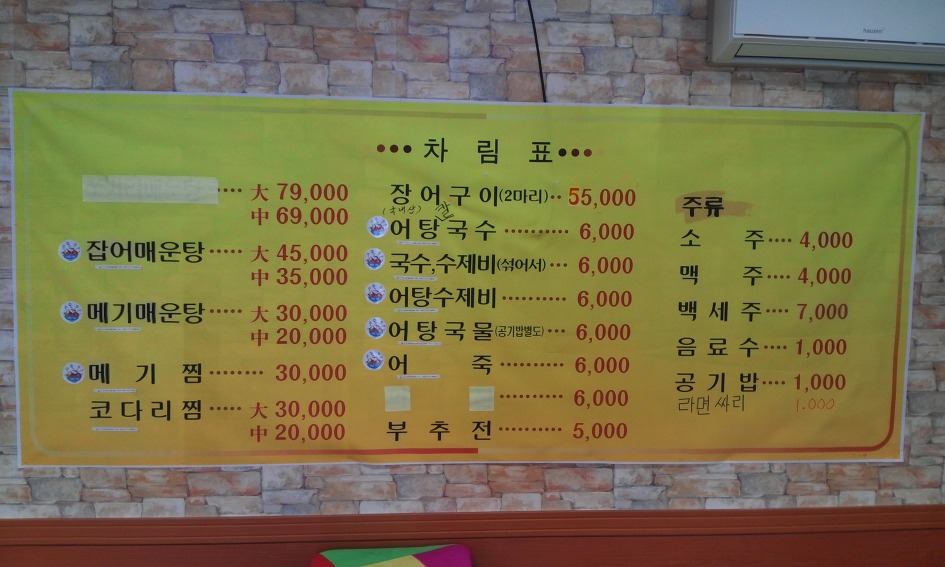 hauzen
•••차 림 표•••
···· 大 79,000
中 69,000
잡어매운탕 ······ 大 45,000
中 35,000
메기매운탕 ······ 大 30,000
中 20,000
메 기 찜 ········· 30,000
코다리찜 ······ 大 30,000
中 20,000
장어구이(2마리) ·· 55,000
(국내산) 쌀
어탕국수 ·········· 6,000
국수,수제비(섞어서) ··· 6,000
어탕수제비 ·········· 6,000
어탕국물(공기밥별도) ··· 6,000
어 죽 ·········· 6,000
·········· 6,000
부 추 전 ·········· 5,000
주류
소 주 ···· 4,000
맥 주 ···· 4,000
백세주 ···· 7,000
음료수 ···· 1,000
공기밥 ···· 1,000
라면싸리 1.000